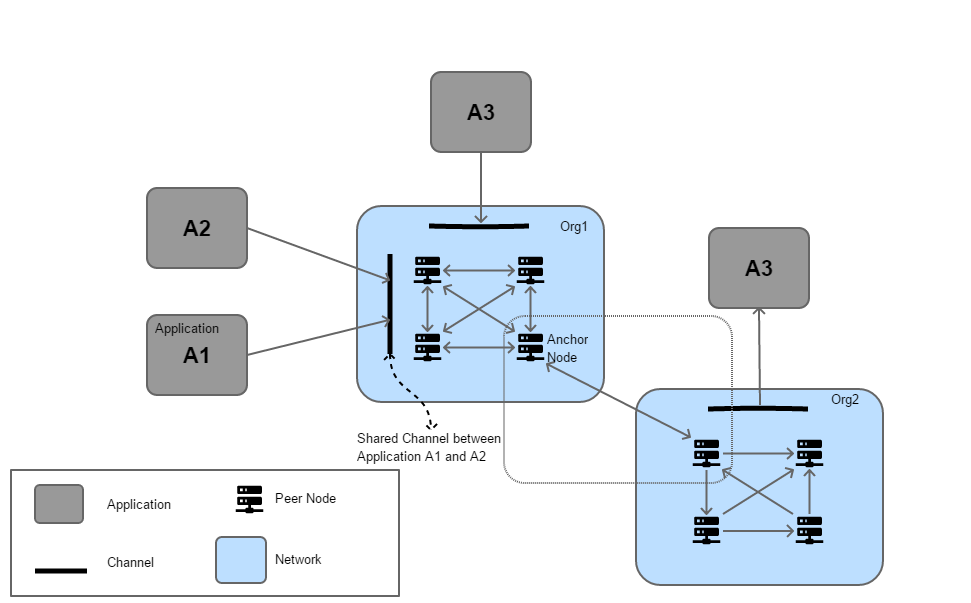 A3
A2
Org1
A3
Application
A1
Anchor
Node
Org2
Shared Channel between
Application A1 and A2
Application
Peer Node
Channel
Network